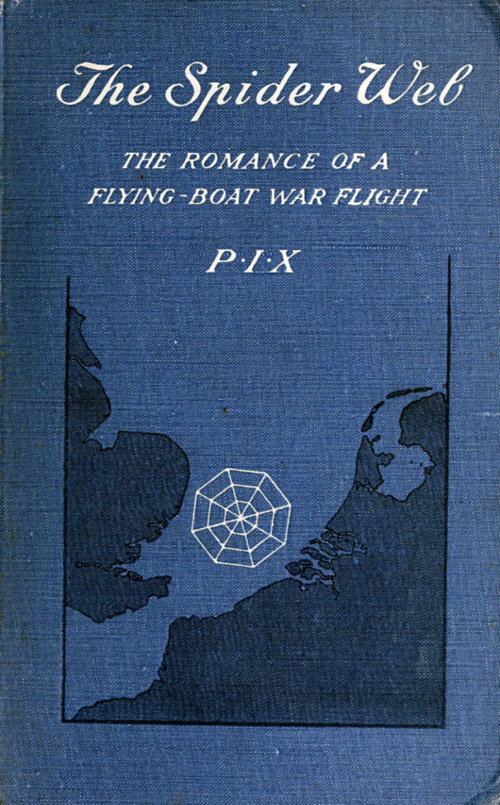 The Spider Web
THE ROMANCE OF A
FLYING-BOAT WAR FLIGHT
P·I·X